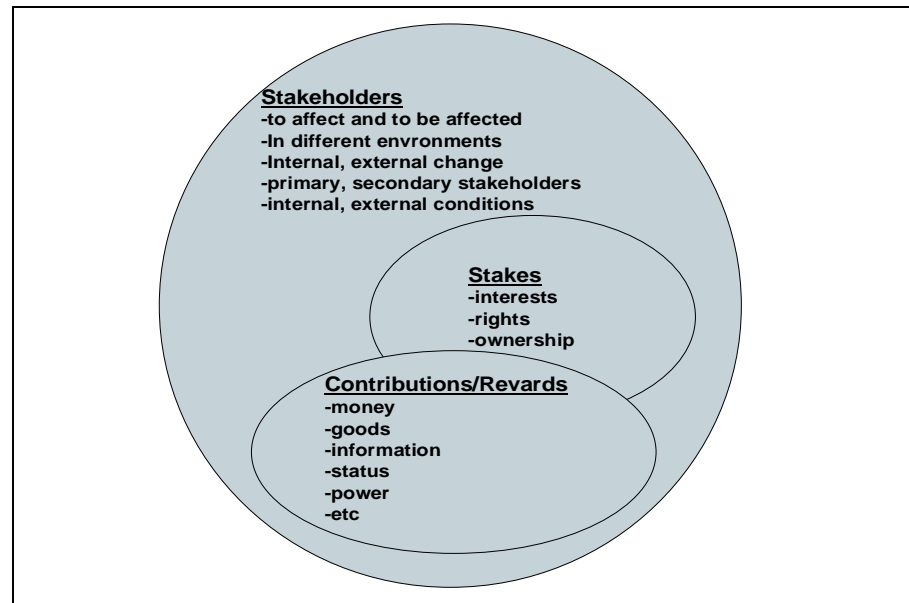 Stakeholders
-to affect and to be affected
-In different envronments
-Internal, external change
-primary, secondary stakeholders
-internal, external conditions
Stakes
-interests
-rights
-ownership
Contributions/Revards
-money
-goods
-information
-status
-power
-etc